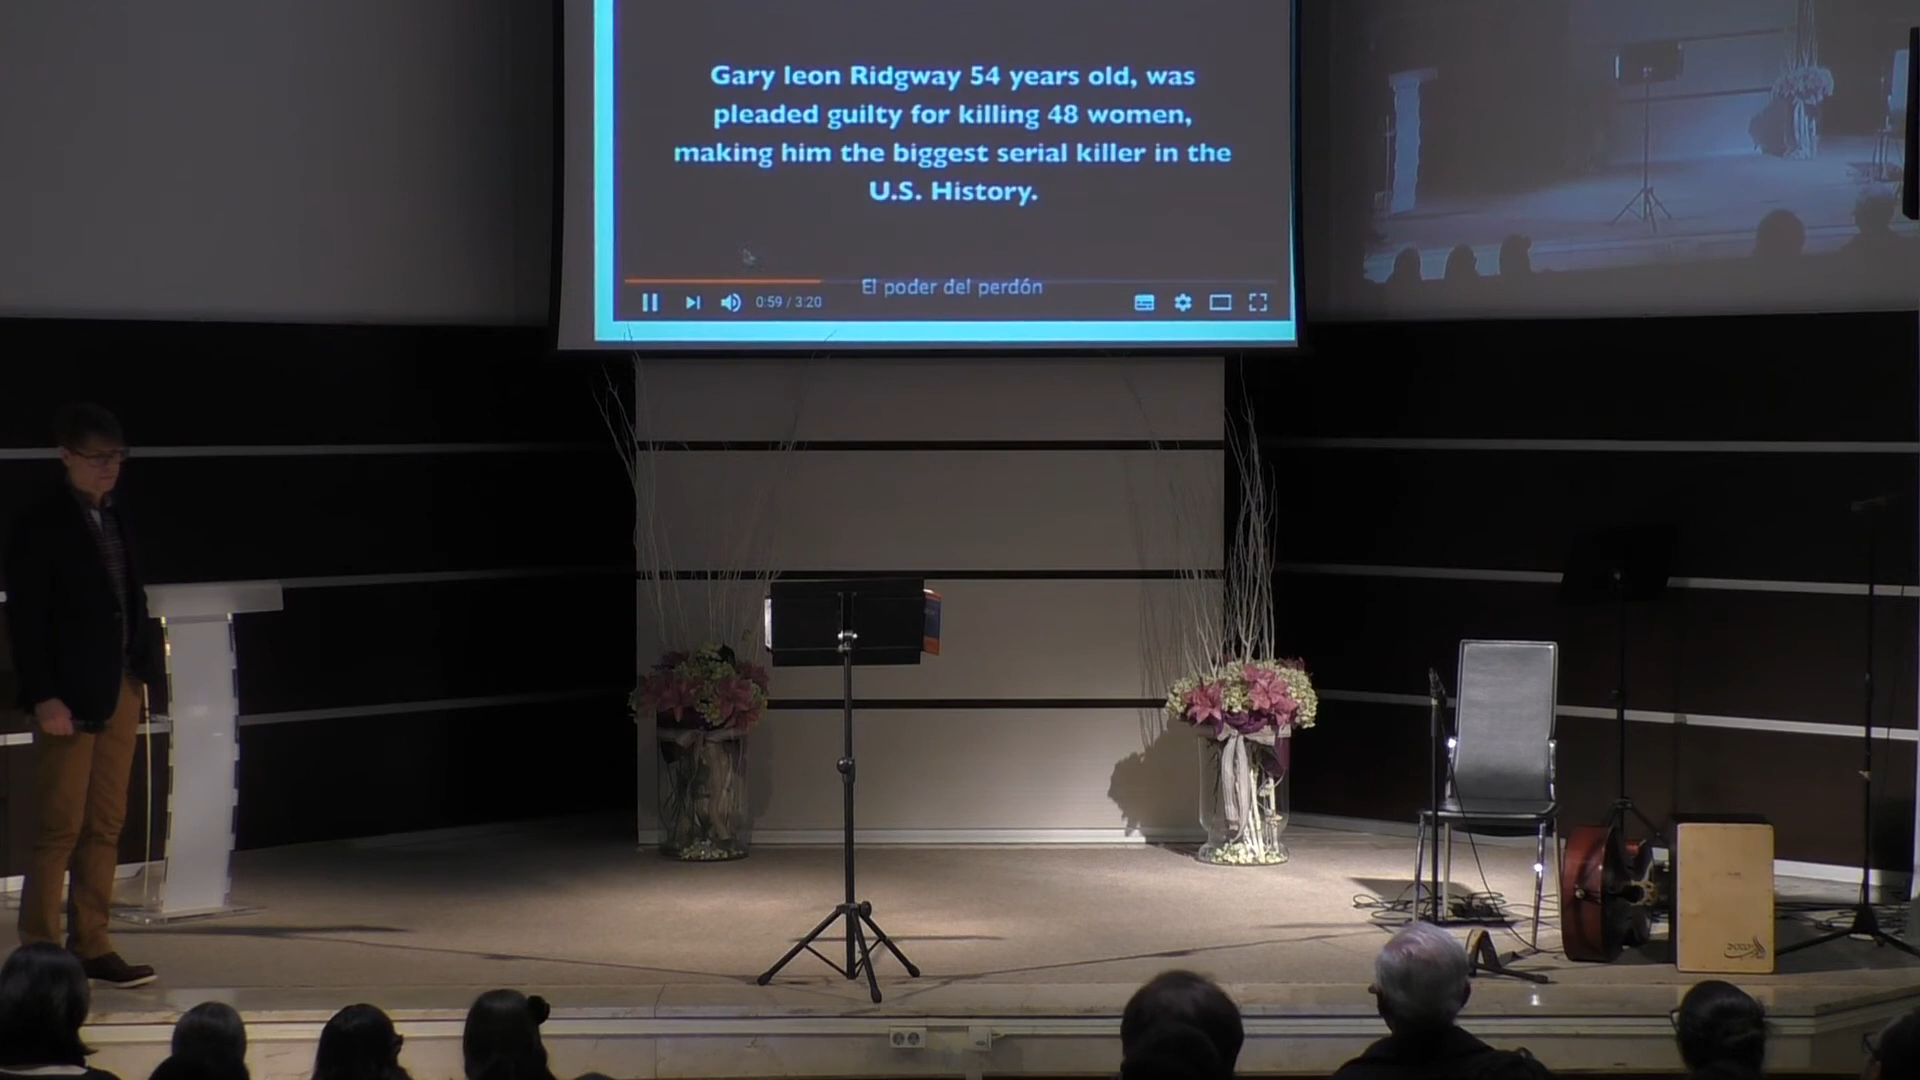 Gary leon Ridgway 54 years old, was
pleaded guilty for killing 48 women,
making him the biggest serial killer in the
U.S. History.
El poder del perdón
0:59 / 3:20